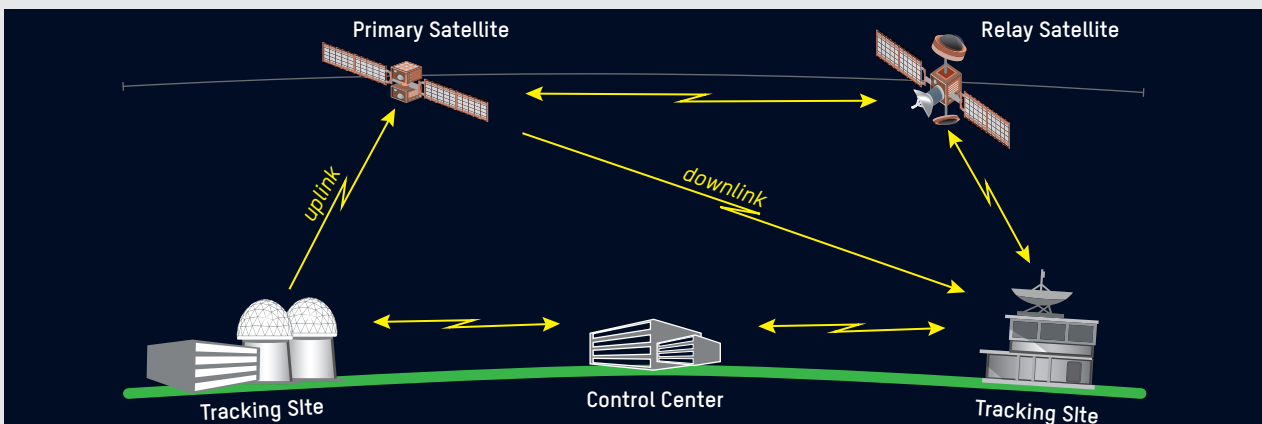 Primary Satellite
Relay Satellite
uplink
downlink
Tracking SIte
Control Center
Tracking SIte